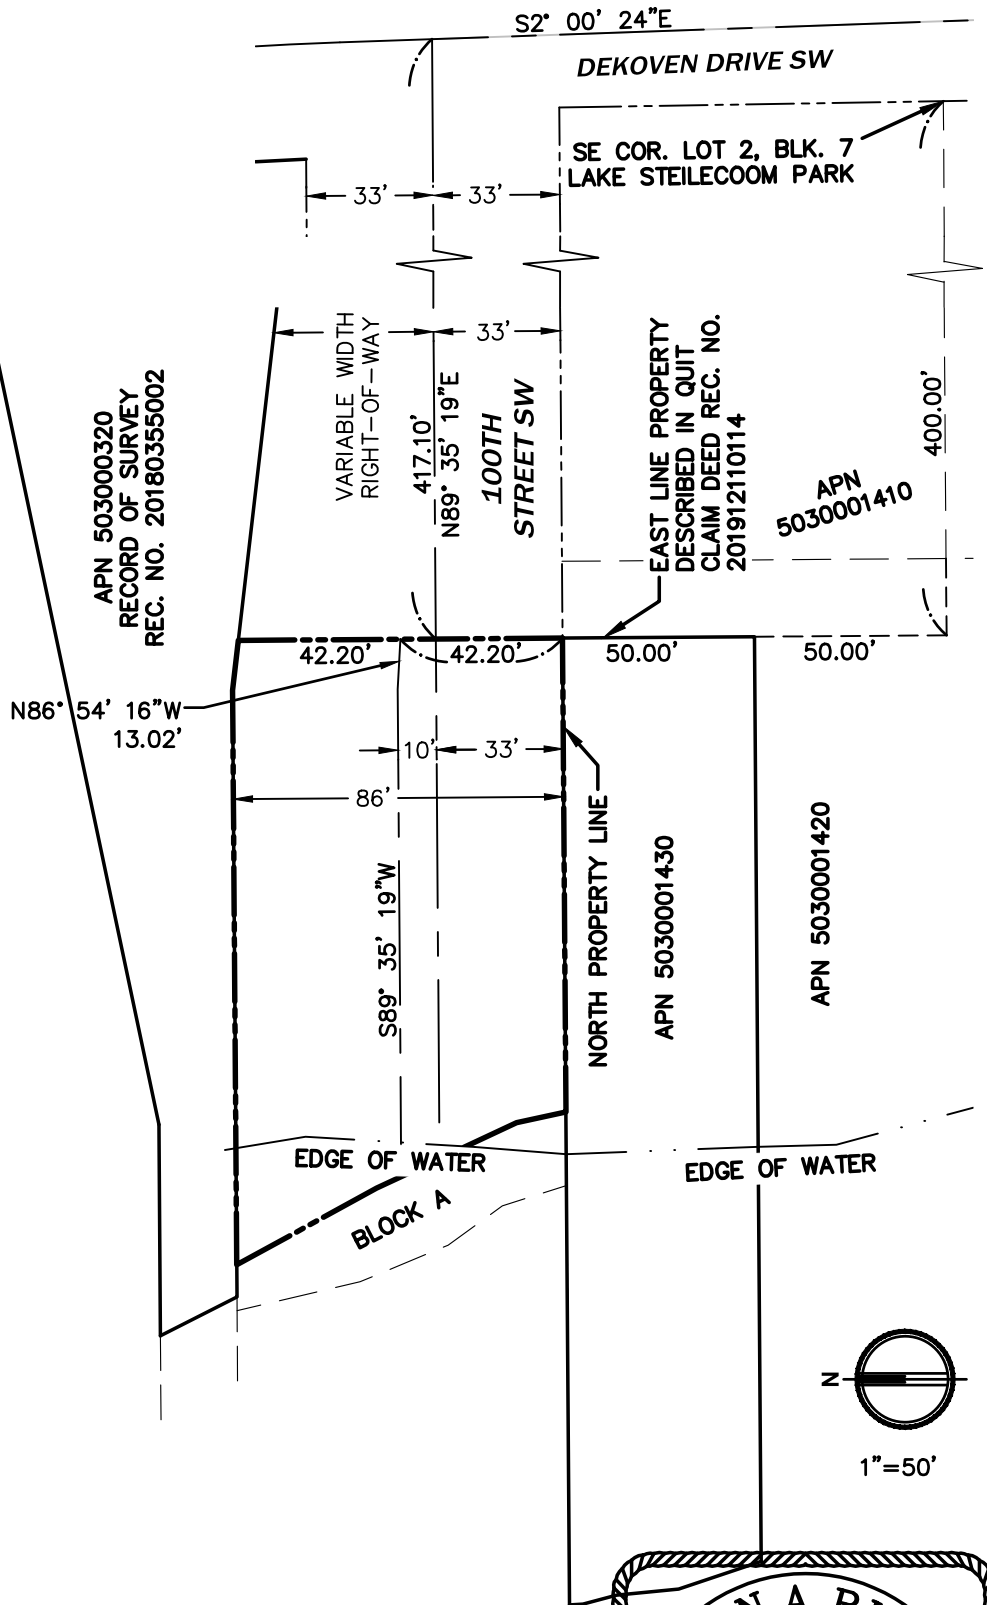 S2° 00' 24"E
DEKOVEN DRIVE SW
SE COR. LOT 2, BLK. 7
LAKE STEILECOOM PARK
33'
33'
VARIABLE WIDTH
RIGHT-OF-WAY
33'
417.10'
N89° 35' 19"E
100TH
STREET SW
EAST LINE PROPERTY
DESCRIBED IN QUIT
CLAIM DEED REC. NO.
201912110114
400.00'
APN
5030001410
APN 503000320
RECORD OF SURVEY
REC. NO. 20180355002
42.20'
42.20'
50.00'
50.00'
N86° 54' 16"W
13.02'
10'
33'
86'
S89° 35' 19"W
NORTH PROPERTY LINE
APN 5030001430
APN 5030001420
EDGE OF WATER
EDGE OF WATER
BLOCK A
N
1"=50'